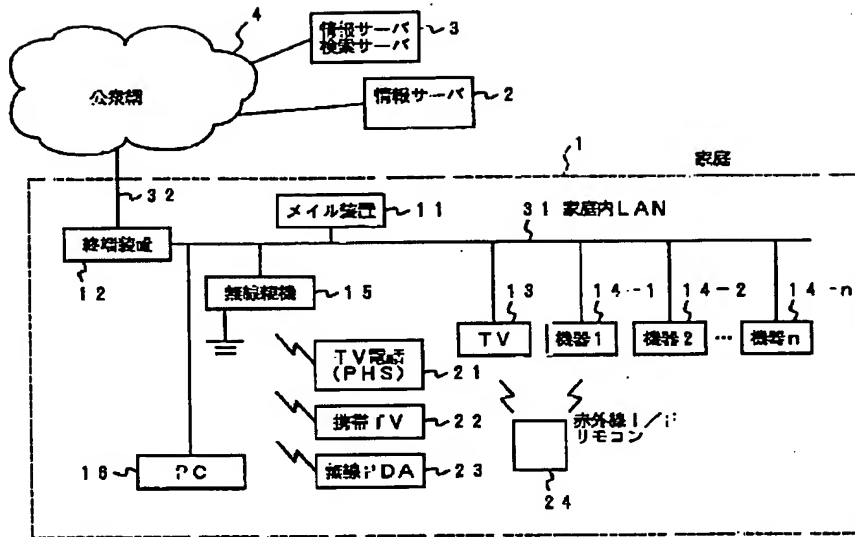 4
情報サーバ
検索サーバ
3
公衆網
情報サーバ
2
1
家庭
32
メイル装置
11
31 家庭内LAN
終端装置
12
無線親機
15
13
14-1
14-2
14-n
TV
機器1
機器2
…
機器n
TV電話
(PHS)
21
携帯TV
22
無線PDA
23
赤外線I/F
リモコン
24
16
PC